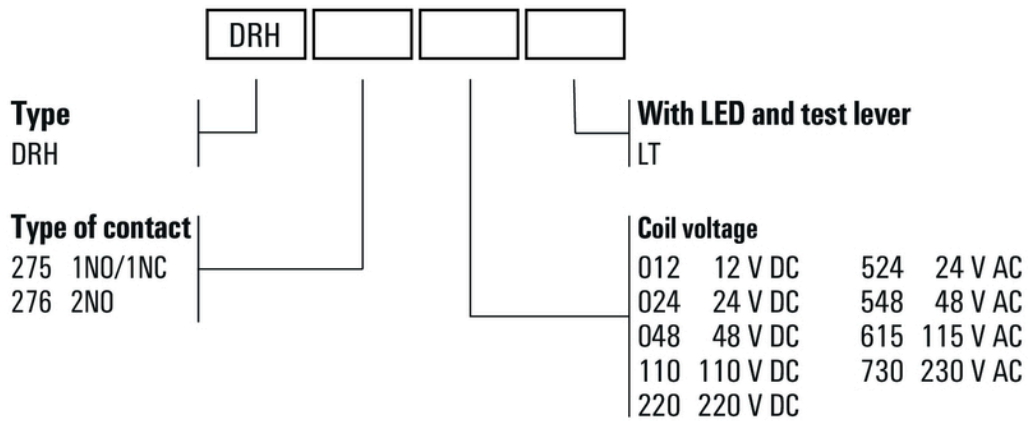 DRH
Type
DRH
With LED and test lever
LT
Type of contact
275 1NO/1NC
276 2NO
Coil voltage
012 12 V DC 524 24 V AC
024 24 V DC 548 48 V AC
048 48 V DC 615 115 V AC
110 110 V DC 730 230 V AC
220 220 V DC